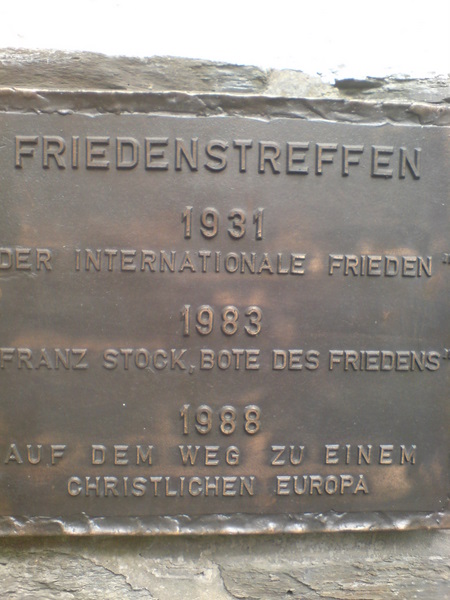 FRIEDENSTREFFEN
1931
DER INTERNATIONALE FRIEDEN"
1983
FRANZ STOCK, BOTE DES FRIEDENS"
1988
AUF DEM WEG ZU EINEM
CHRISTLICHEN EUROPA